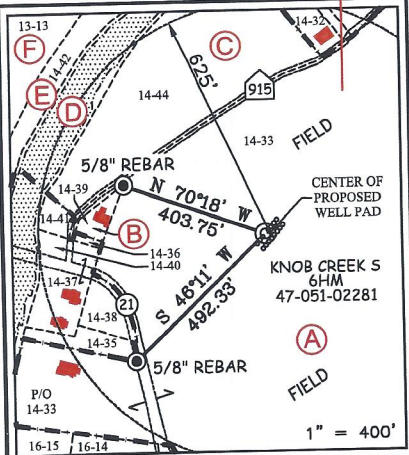 13-13
14-32
F
C
14-42
625'
E
D
14-44
915
14-33
FIELD
5/8" REBAR
14-39
N 70°18' W
403.75'
CENTER OF
PROPOSED
WELL PAD
14-41
B
14-36
14-40
S 46°11' W
492.33'
KNOB CREEK S
6HM
47-051-02281
14-37
21
14-38
14-35
A
5/8" REBAR
FIELD
P/O
14-33
1" = 400'
16-15
16-14